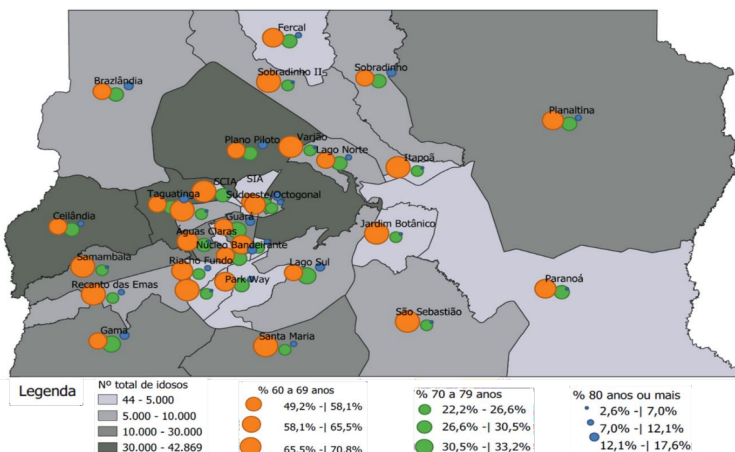 Fercal
Sobradinho II
Sobradinho
Brazlândia
Planaltina
Plano Piloto
Varjão
Lago Norte
Itapoã
SCIA
SIA
Taguatinga
Sudoeste/Octogonal
Ceilândia
Guará
Jardim Botânico
Águas Claras
Núcleo Bandeirante
Samambaia
Riacho Fundo
Lago Sul
Recanto das Emas
Park Way
Paranoá
São Sebastião
Gama
Santa Maria
Legenda
Nº total de idosos
44 - 5.000
5.000 - 10.000
10.000 - 30.000
30.000 - 42.869
% 60 a 69 anos
49,2% -| 58,1%
58,1% -| 65,5%
65,5% -| 70,8%
% 70 a 79 anos
22,2% - 26,6%
26,6% -| 30,5%
30,5% -| 33,2%
% 80 anos ou mais
2,6% -| 7,0%
7,0% -| 12,1%
12,1% -| 17,6%